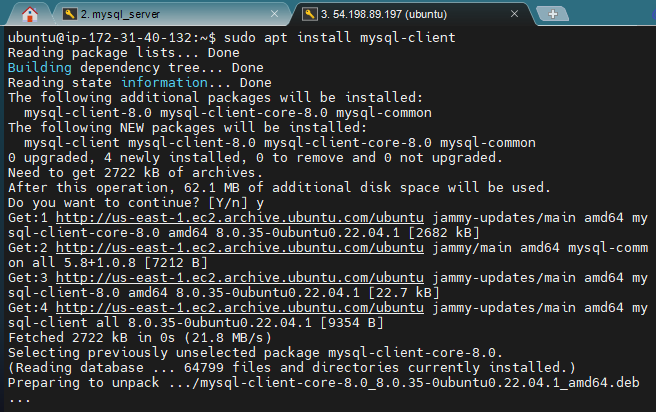 2. mysql_server
3. 54.198.89.197 (ubuntu)
ubuntu@ip-172-31-40-132:~$ sudo apt install mysql-client
Reading package lists... Done
Building dependency tree... Done
Reading state information... Done
The following additional packages will be installed:
  mysql-client-8.0 mysql-client-core-8.0 mysql-common
The following NEW packages will be installed:
  mysql-client mysql-client-8.0 mysql-client-core-8.0 mysql-common
0 upgraded, 4 newly installed, 0 to remove and 0 not upgraded.
Need to get 2722 kB of archives.
After this operation, 62.1 MB of additional disk space will be used.
Do you want to continue? [Y/n] y
Get:1 http://us-east-1.ec2.archive.ubuntu.com/ubuntu jammy-updates/main amd64 my
sql-client-core-8.0 amd64 8.0.35-0ubuntu0.22.04.1 [2682 kB]
Get:2 http://us-east-1.ec2.archive.ubuntu.com/ubuntu jammy/main amd64 mysql-comm
on all 5.8+1.0.8 [7212 B]
Get:3 http://us-east-1.ec2.archive.ubuntu.com/ubuntu jammy-updates/main amd64 my
sql-client-8.0 amd64 8.0.35-0ubuntu0.22.04.1 [22.7 kB]
Get:4 http://us-east-1.ec2.archive.ubuntu.com/ubuntu jammy-updates/main amd64 my
sql-client all 8.0.35-0ubuntu0.22.04.1 [9354 B]
Fetched 2722 kB in 0s (21.8 MB/s)
Selecting previously unselected package mysql-client-core-8.0.
(Reading database ... 64799 files and directories currently installed.)
Preparing to unpack .../mysql-client-core-8.0_8.0.35-0ubuntu0.22.04.1_amd64.deb
...